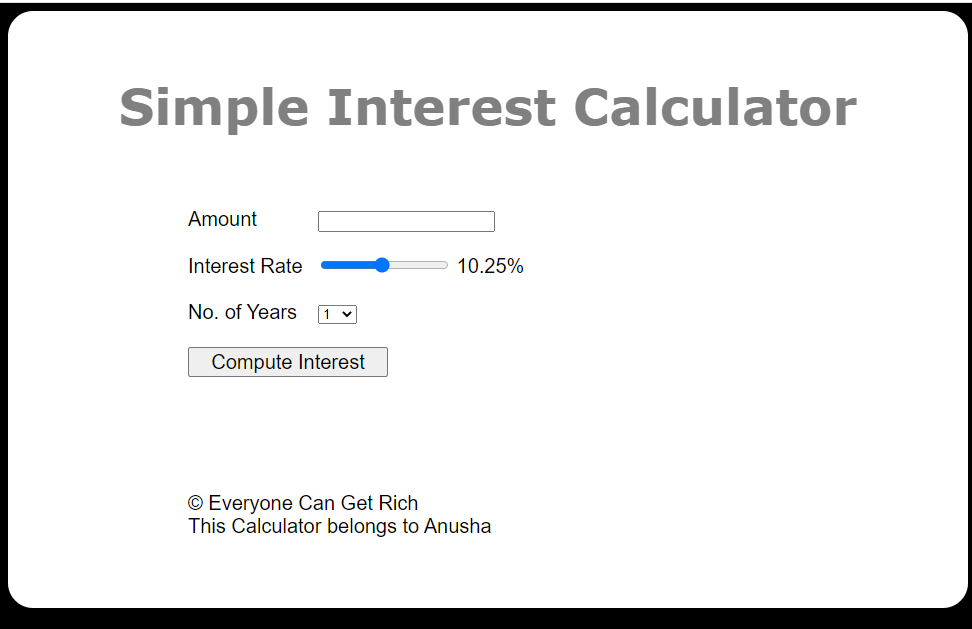 Simple Interest Calculator
Amount
Interest Rate 10.25%
No. of Years 1
Compute Interest
© Everyone Can Get Rich
This Calculator belongs to Anusha